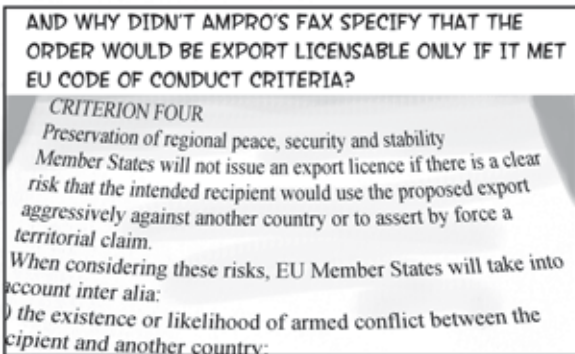 AND WHY DIDN'T AMPRO'S FAX SPECIFY THAT THE
ORDER WOULD BE EXPORT LICENSABLE ONLY IF IT MET
EU CODE OF CONDUCT CRITERIA?
CRITERION FOUR
Preservation of regional peace, security and stability
Member States will not issue an export licence if there is a clear
risk that the intended recipient would use the proposed export
aggressively against another country or to assert by force a
territorial claim.
When considering these risks, EU Member States will take into
account inter alia:
) the existence or likelihood of armed conflict between the
cipient and another country: